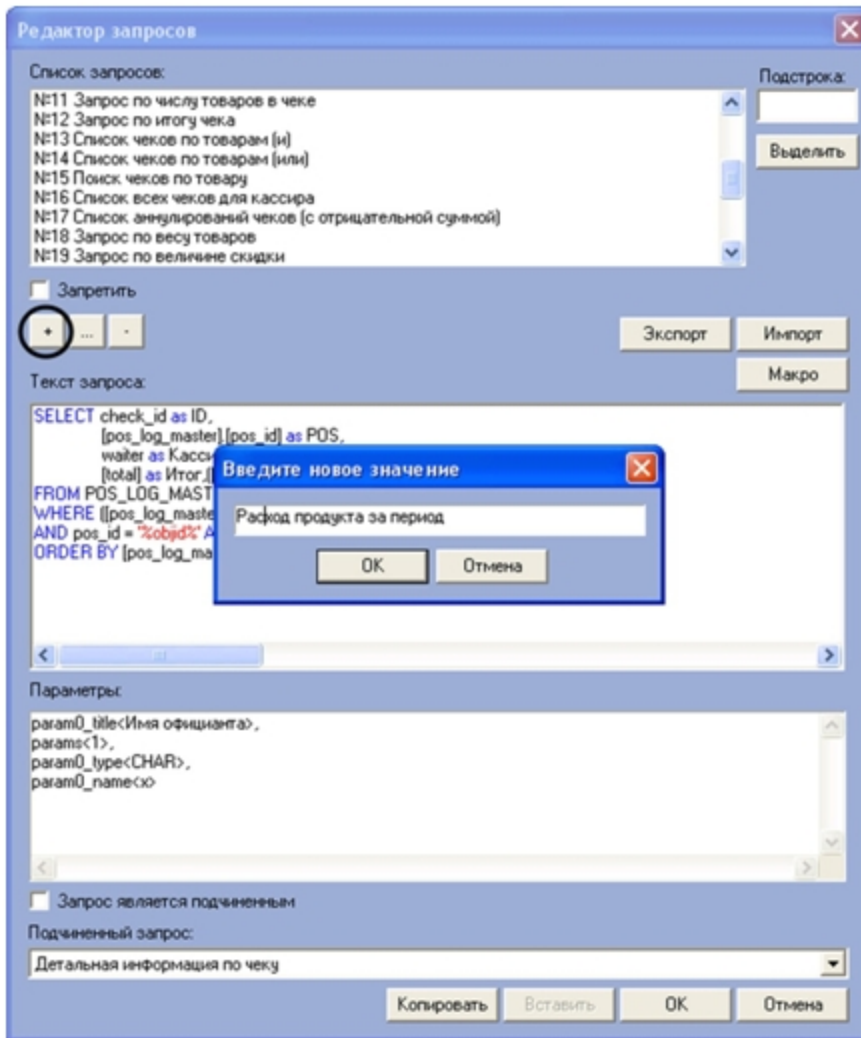 Редактор запросов
Список запросов:
Подстрока:
№11 Запрос по числу товаров в чеке
№12 Запрос по итогу чека
№13 Список чеков по товарам (и)
№14 Список чеков по товарам (или)
№15 Поиск чеков по товару
№16 Список всех чеков для кассира
№17 Список аннулирований чеков (с отрицательной суммой)
№18 Запрос по весу товаров
№19 Запрос по величине скидки
Выделить
Запретить
+ ... -
Экспорт Импорт
Макро
Текст запроса:
SELECT check_id as ID,
[pos_log_master].[pos_id] as POS,
waiter as Касси
[total] as Итог,([
FROM POS_LOG_MAST
WHERE ([pos_log_maste
AND pos_id = '%objid%' A
ORDER BY [pos_log_ma
Введите новое значение
Расход продукта за период
OK Отмена
Параметры:
param0_title<Имя официанта>,
params<1>,
param0_type<CHAR>,
param0_name<x>
Запрос является подчиненным
Подчиненный запрос:
Детальная информация по чеку
Копировать Вставить OK Отмена